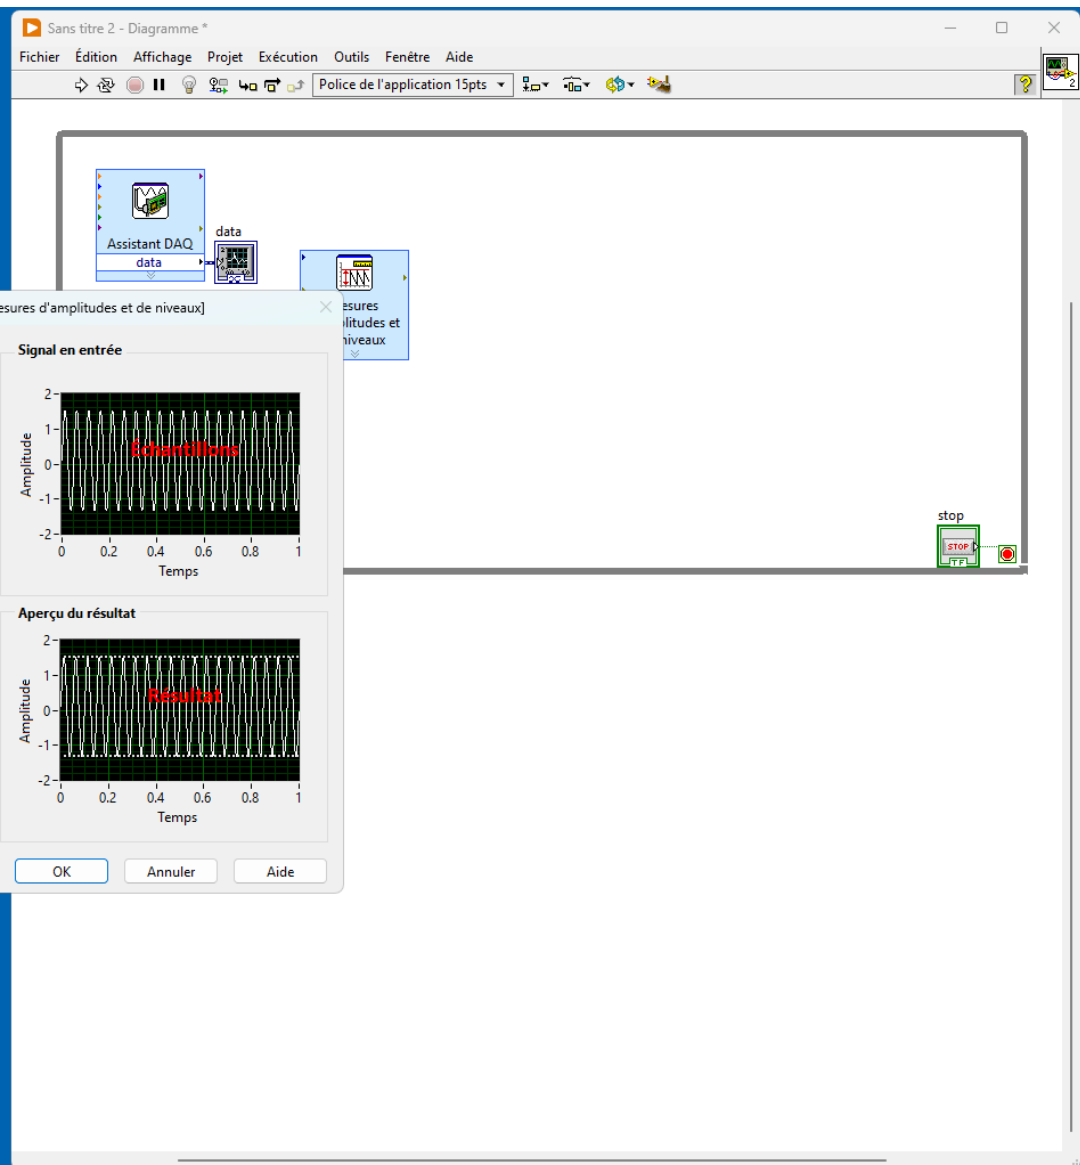 Sans titre 2 - Diagramme *
Fichier Édition Affichage Projet Exécution Outils Fenêtre Aide
Police de l'application 15pts
2
Assistant DAQ
data
data
esures
litudes et
niveaux
esures d'amplitudes et de niveaux]
Signal en entrée
2
1
0
-1
-2
Amplitude
Échantillons
0 0.2 0.4 0.6 0.8 1
Temps
stop
STOP
TF
Aperçu du résultat
2
1
0
-1
-2
Amplitude
Résultat
0 0.2 0.4 0.6 0.8 1
Temps
OK Annuler Aide